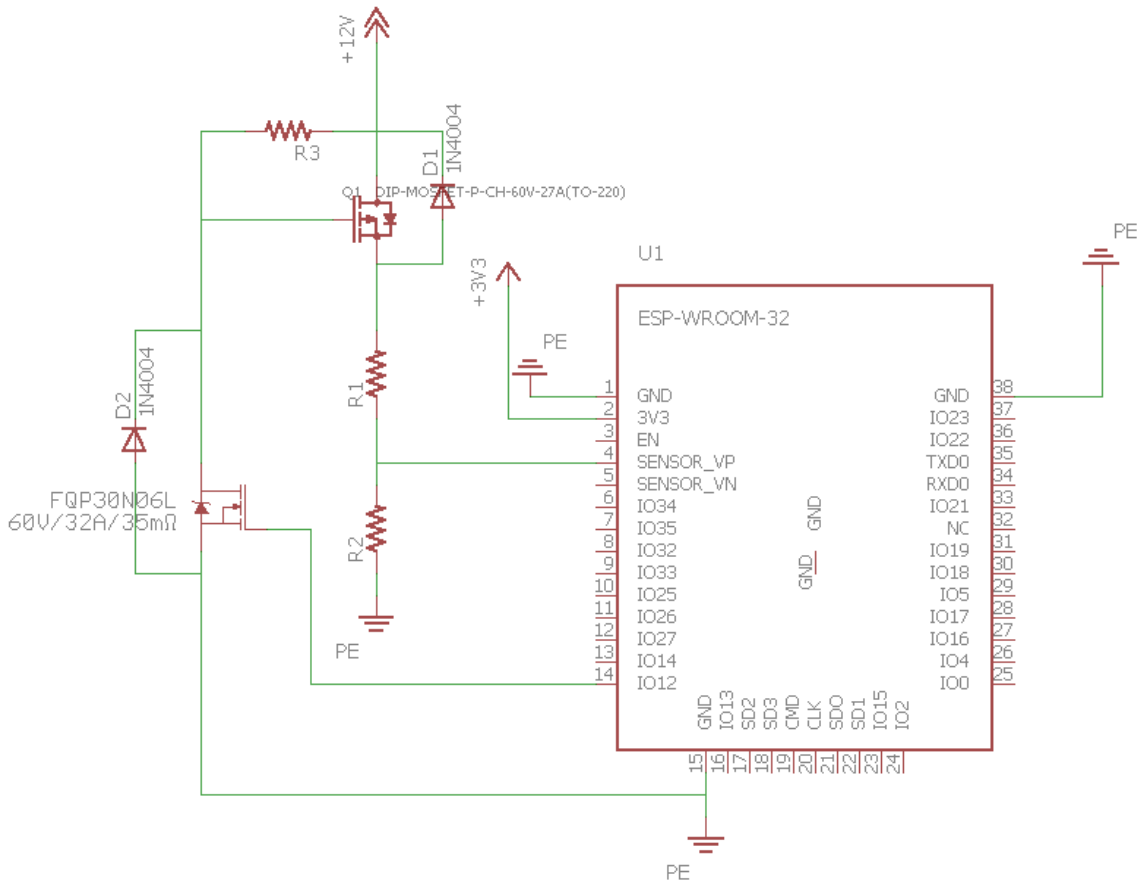 +12V
R3
D1
1N4004
Q1 DIP-MOSFET-P-CH-60V-27A(TO-220)
PE
U1
+3V3
ESP-WROOM-32
PE
D2
1N4004
R1
1 GND
2 3V3
3 EN
4 SENSOR_VP
5 SENSOR_VN
6 IO34
7 IO35
8 IO32
9 IO33
10 IO25
11 IO26
12 IO27
13 IO14
14 IO12
GND 38
IO23 37
IO22 36
TXD0 35
RXD0 34
IO21 33
NC 32
IO19 31
IO18 30
IO5 29
IO17 28
IO16 27
IO4 26
IO0 25
GND
GND
FQP30N06L
60V/32A/35mΩ
R2
PE
GND 15
IO13 16
SD2 17
SD3 18
CMD 19
CLK 20
SDO 21
SD1 22
IO15 23
IO2 24
PE